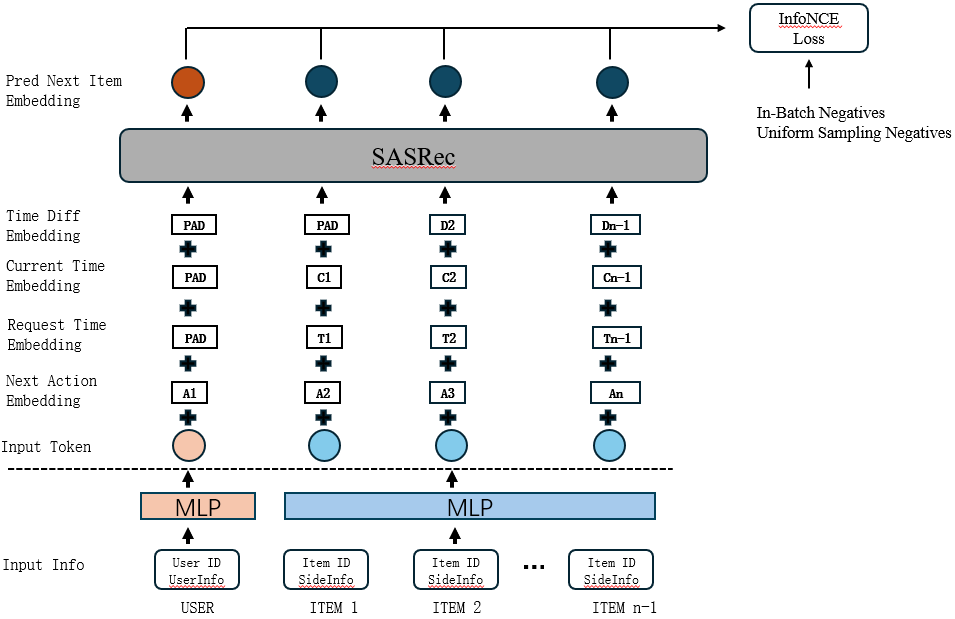 InfoNCE
Loss
Pred Next Item
Embedding
In-Batch Negatives
Uniform Sampling Negatives
SASRec
Time Diff
Embedding
PAD PAD D2 Dn-1
Current Time
Embedding
PAD C1 C2 Cn-1
Request Time
Embedding
PAD T1 T2 Tn-1
Next Action
Embedding
A1 A2 A3 An
Input Token
MLP MLP
Input Info
User ID
UserInfo
Item ID
SideInfo
Item ID
SideInfo
...
Item ID
SideInfo
USER ITEM 1 ITEM 2 ITEM n-1